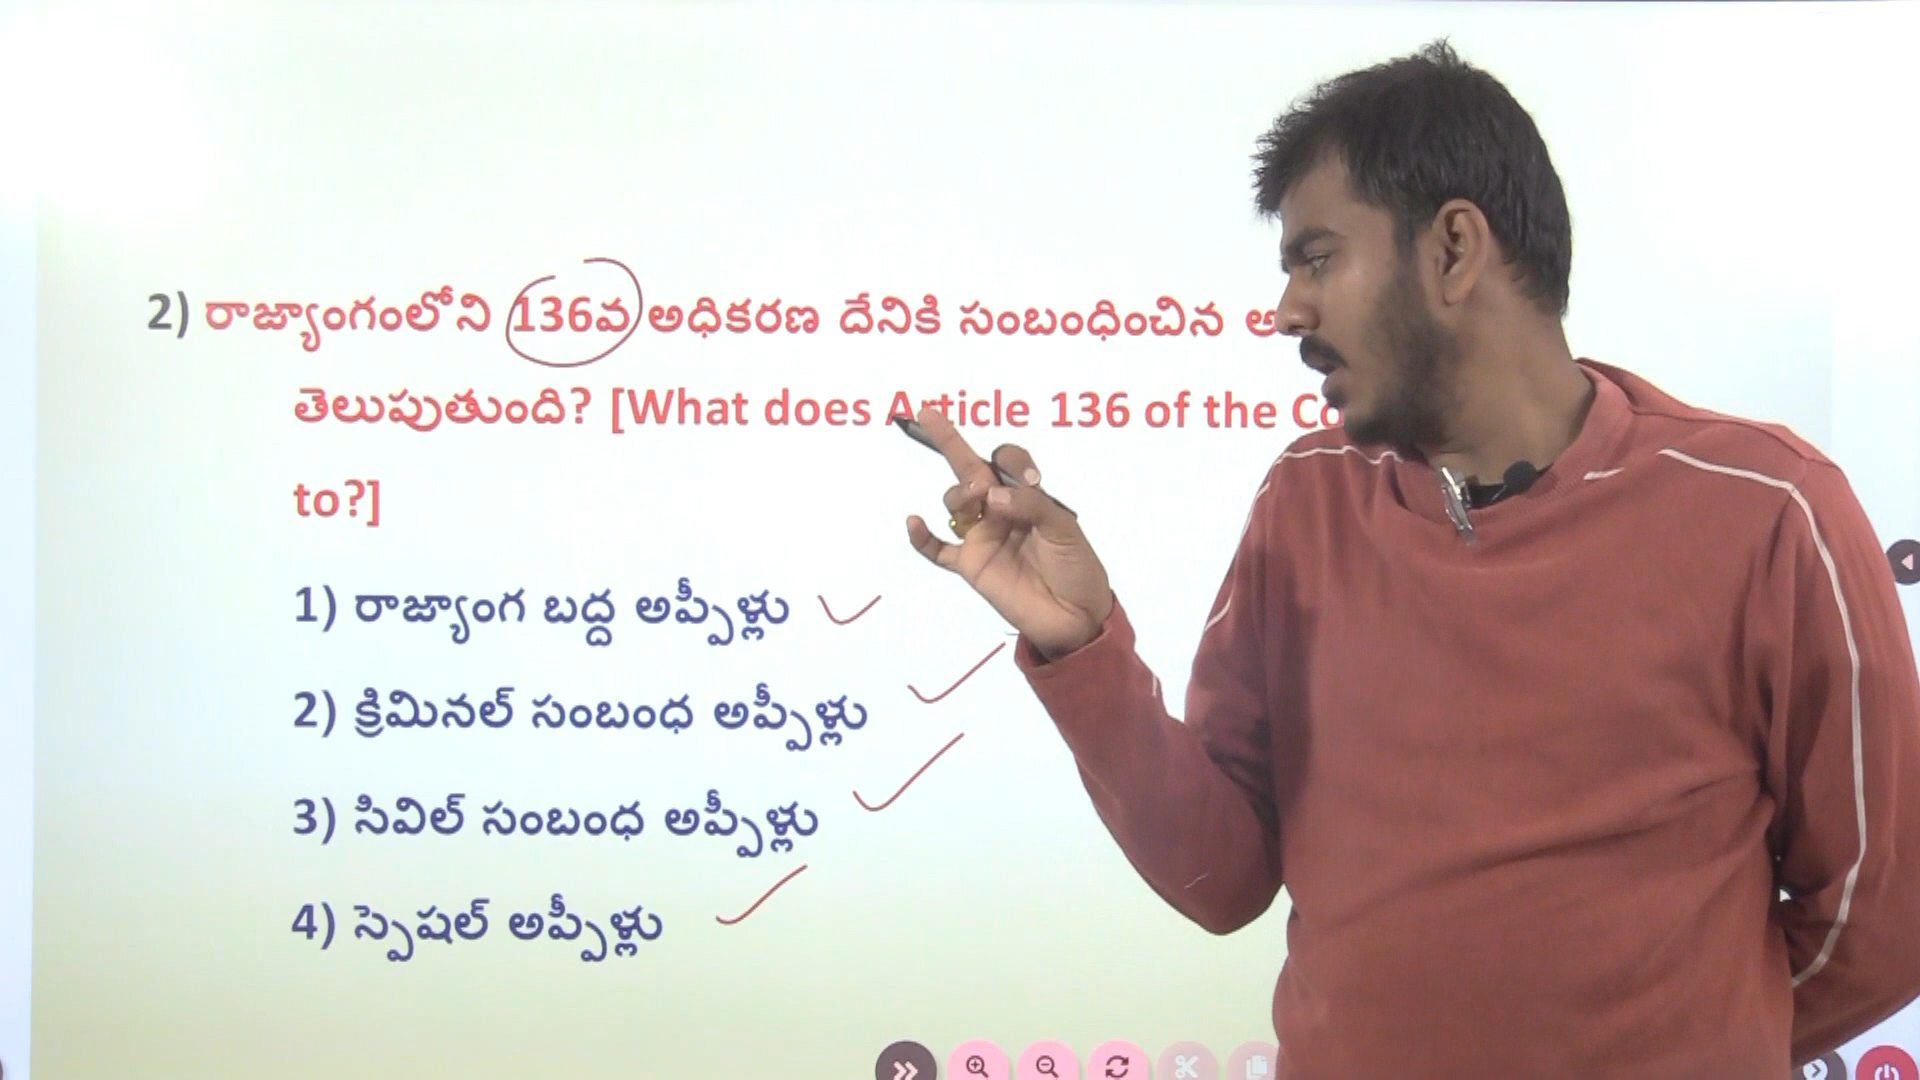 2) రాజ్యాంగంలోని 136వ అధికరణ దేనికి సంబంధించిన
తెలుపుతుంది? [What does Article 136 of the
to?]
1) రాజ్యాంగ బద్ద అప్పీళ్లు
2) క్రిమినల్ సంబంధ అప్పీళ్లు
3) సివిల్ సంబంధ అప్పీళ్లు
4) స్పెషల్ అప్పీళ్లు